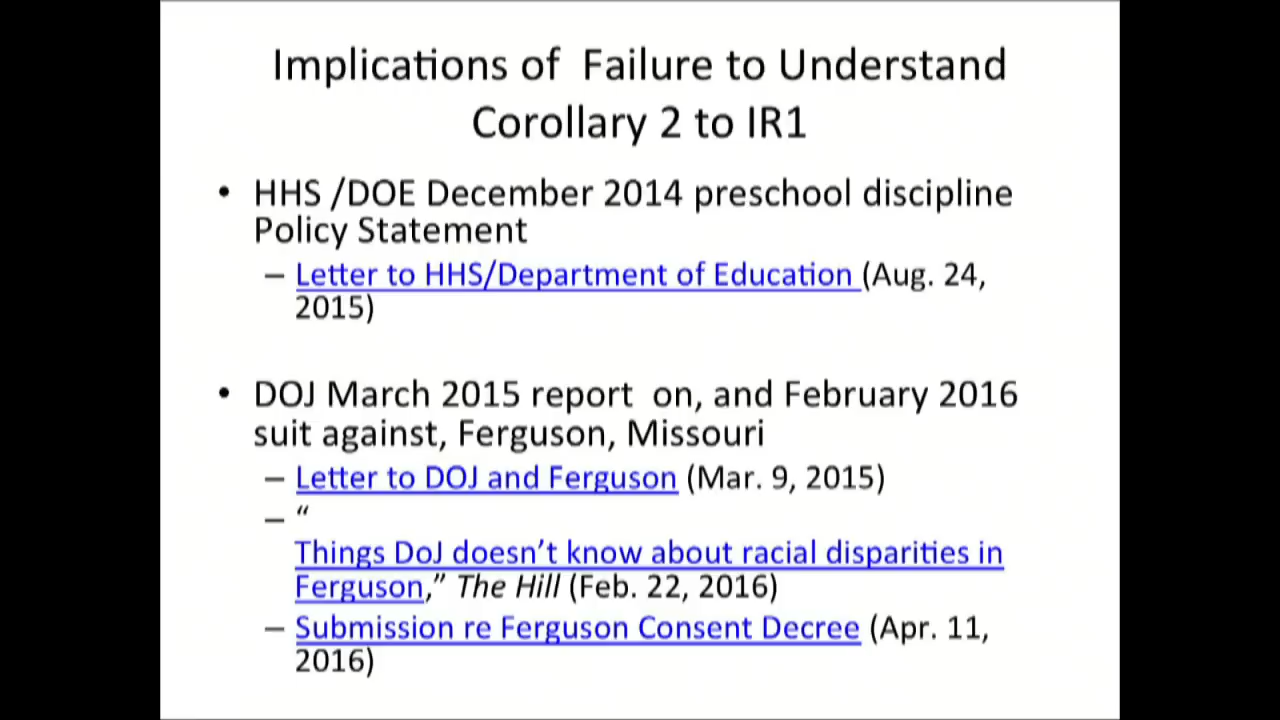 Implications of  Failure to Understand
Corollary 2 to IR1
• HHS /DOE December 2014 preschool discipline
Policy Statement
– Letter to HHS/Department of Education (Aug. 24,
2015)
• DOJ March 2015 report  on, and February 2016
suit against, Ferguson, Missouri
– Letter to DOJ and Ferguson (Mar. 9, 2015)
– “
Things DoJ doesn’t know about racial disparities in
Ferguson,” The Hill (Feb. 22, 2016)
– Submission re Ferguson Consent Decree (Apr. 11,
2016)